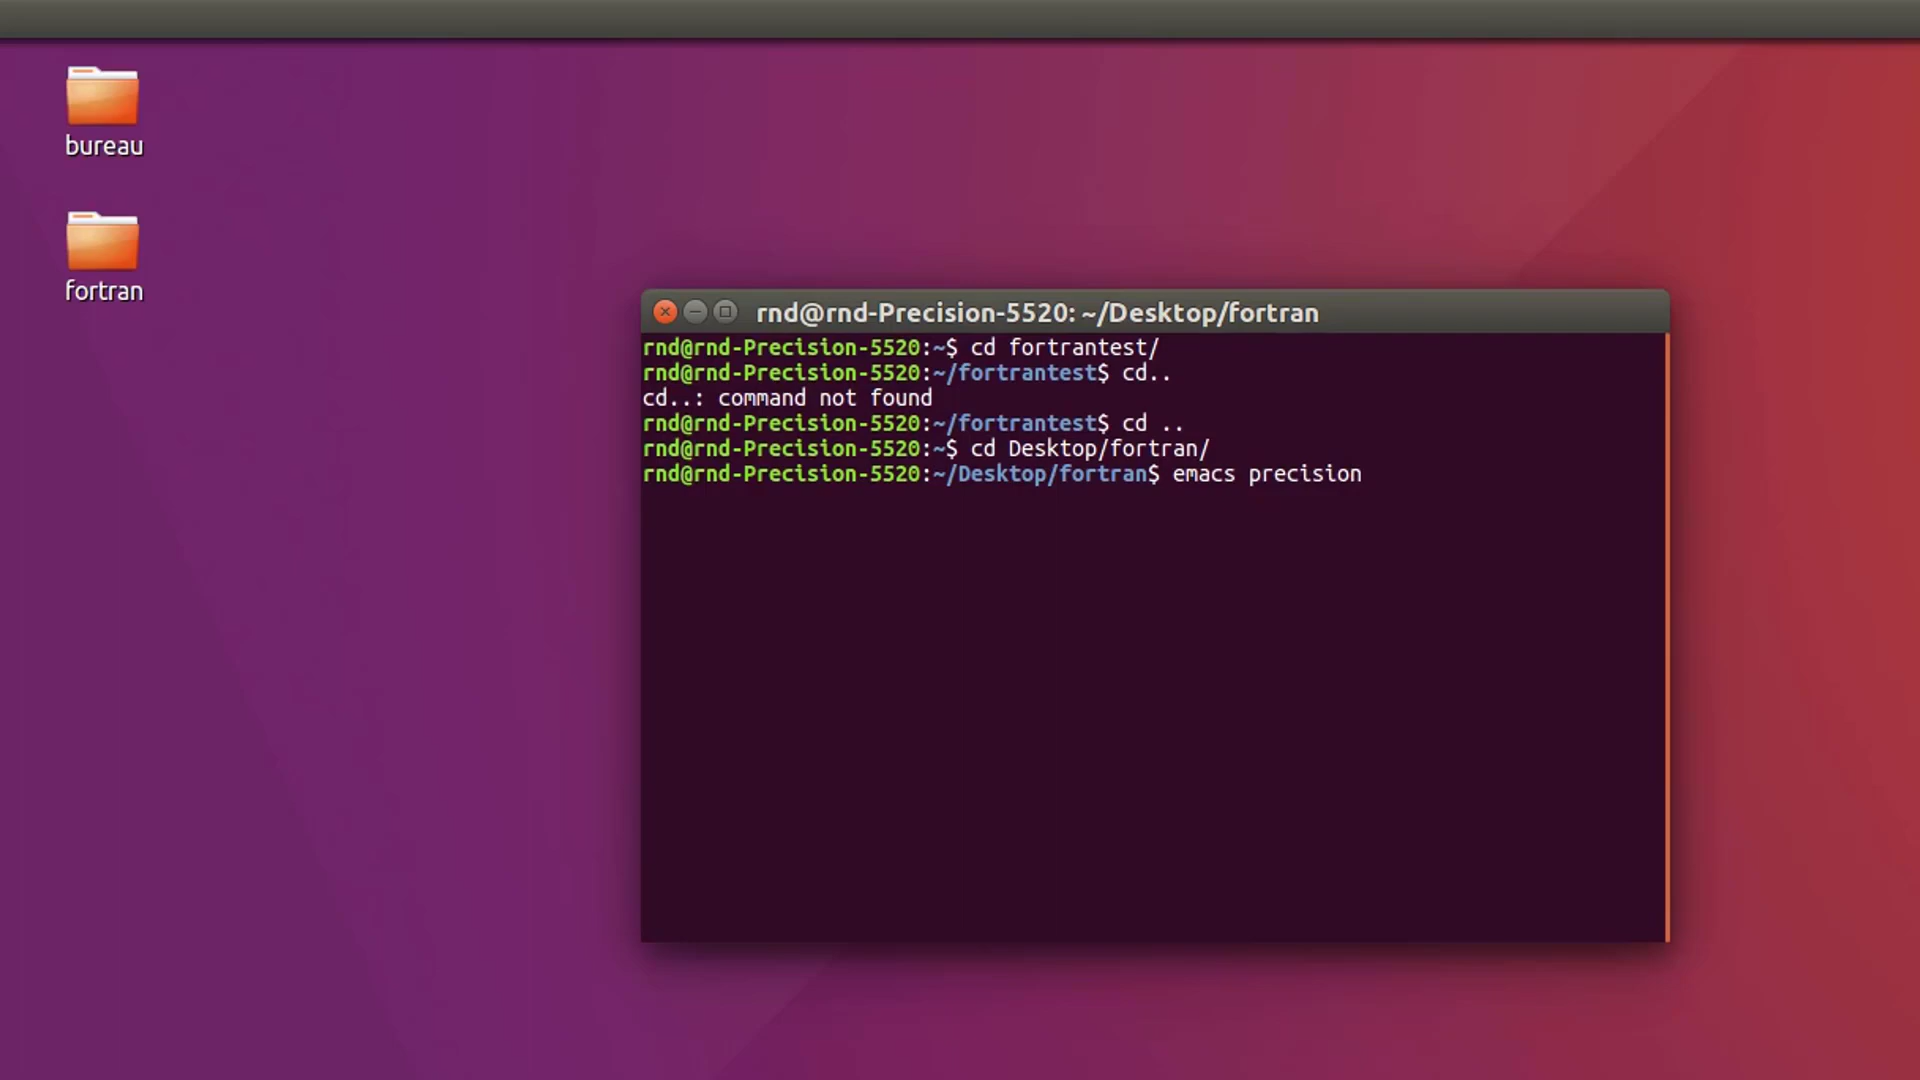 bureau
fortran
rnd@rnd-Precision-5520: ~/Desktop/fortran
rnd@rnd-Precision-5520:~$ cd fortrantest/
rnd@rnd-Precision-5520:~/fortrantest$ cd..
cd..: command not found
rnd@rnd-Precision-5520:~/fortrantest$ cd ..
rnd@rnd-Precision-5520:~$ cd Desktop/fortran/
rnd@rnd-Precision-5520:~/Desktop/fortran$ emacs precision